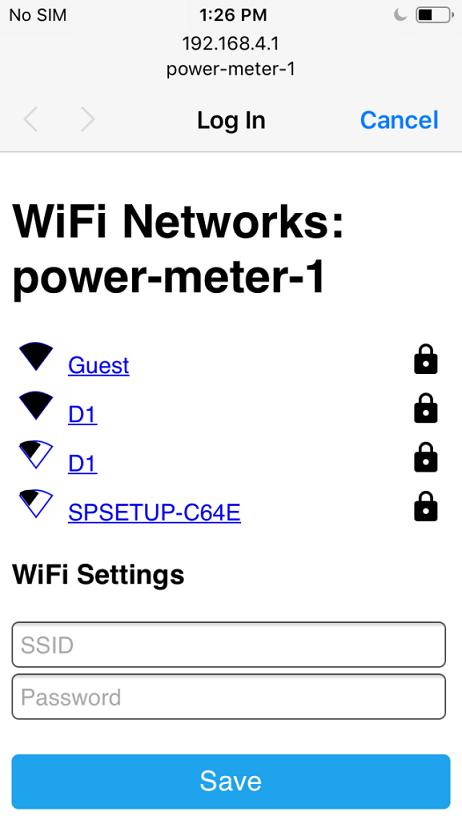 No SIM 1:26 PM
192.168.4.1
power-meter-1
Log In Cancel
WiFi Networks:
power-meter-1
Guest
D1
D1
SPSETUP-C64E
WiFi Settings
SSID
Password
Save